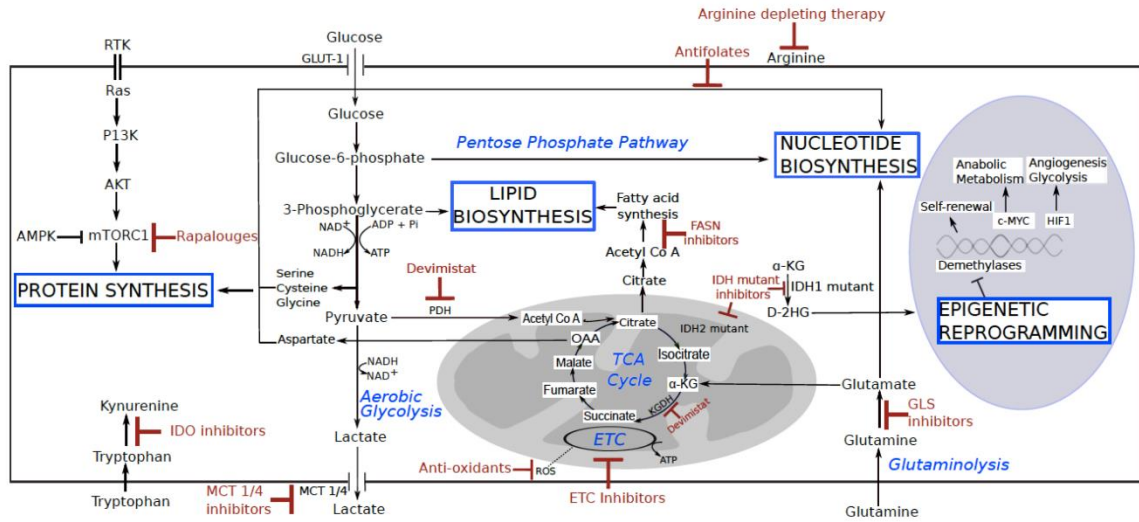 Arginine depleting therapy
Glucose
RTK
GLUT-1
Antifolates
Arginine
Ras
Glucose
P13K
Pentose Phosphate Pathway
NUCLEOTIDE
BIOSYNTHESIS
Glucose-6-phosphate
Anabolic
Metabolism
Angiogenesis
Glycolysis
AKT
LIPID
BIOSYNTHESIS
Fatty acid
synthesis
3-Phosphoglycerate
Self-renewal
c-MYC
HIF1
NAD+
ADP + Pi
AMPK
mTORC1
Rapalouges
FASN
Inhibitors
NADH
ATP
Acetyl Co A
Demethylases
α-KG
Devimistat
Citrate
IDH mutant
inhibitors
IDH1 mutant
PROTEIN SYNTHESIS
Serine
Cysteine
Glycine
PDH
D-2HG
EPIGENETIC
REPROGRAMMING
Pyruvate
Acetyl Co A
Citrate
IDH2 mutant
Aspartate
OAA
Isocitrate
NADH
NAD+
Malate
TCA
Cycle
α-KG
Glutamate
Aerobic
Glycolysis
Fumarate
KGDH
Devimistat
Kynurenine
Succinate
GLS
inhibitors
IDO inhibitors
Lactate
ETC
Glutamine
Tryptophan
ATP
Anti-oxidants
ROS
Glutaminolysis
MCT 1/4
inhibitors
MCT 1/4
ETC Inhibitors
Tryptophan
Lactate
Glutamine